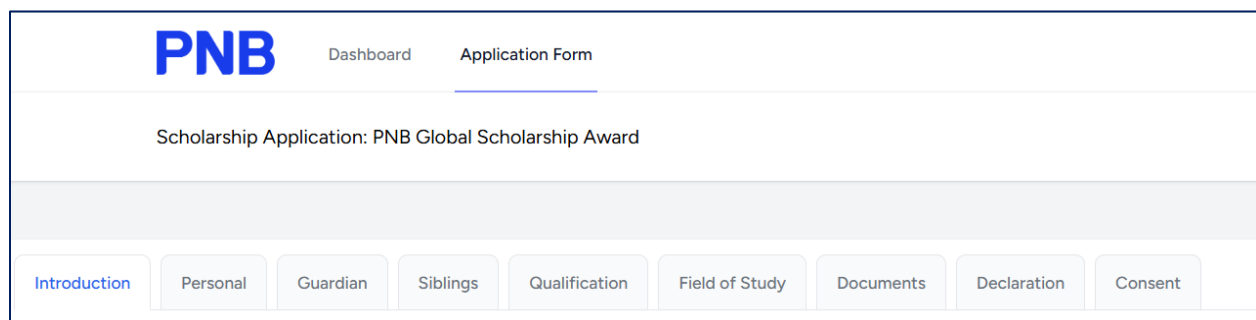 PNB Dashboard Application Form
Scholarship Application: PNB Global Scholarship Award
Introduction Personal Guardian Siblings Qualification Field of Study Documents Declaration Consent